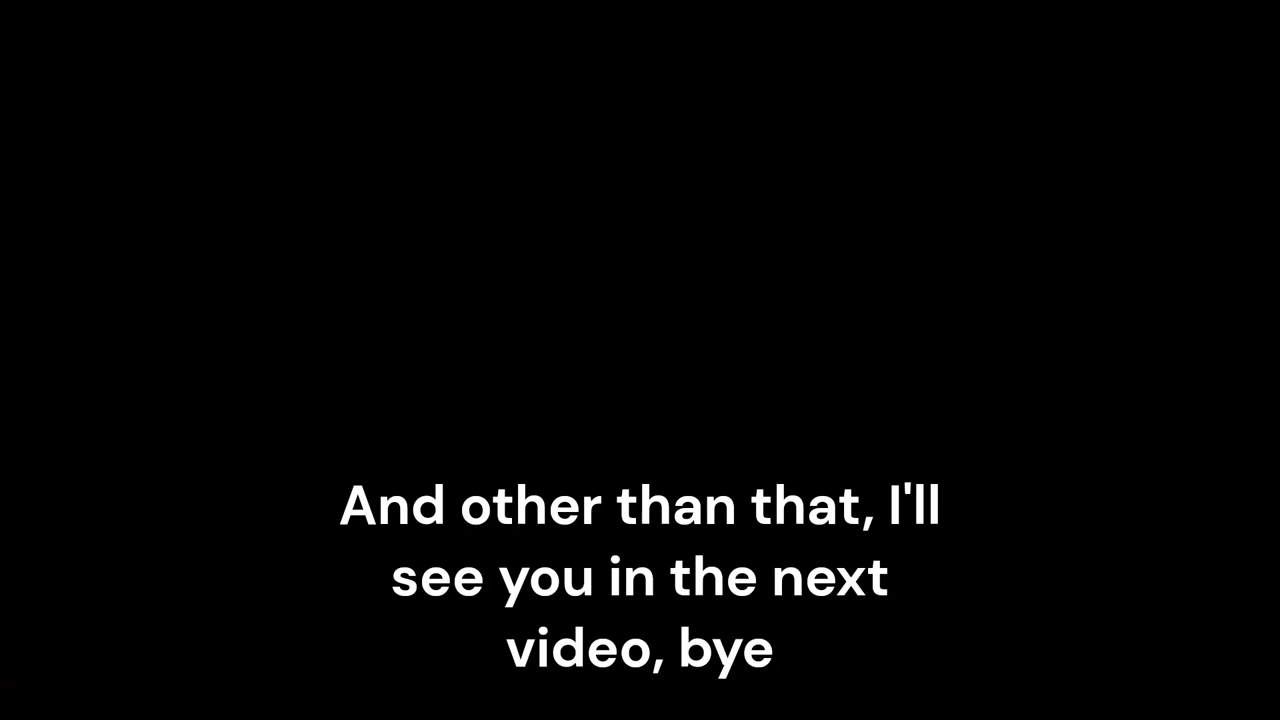 And other than that, I'll
see you in the next
video, bye